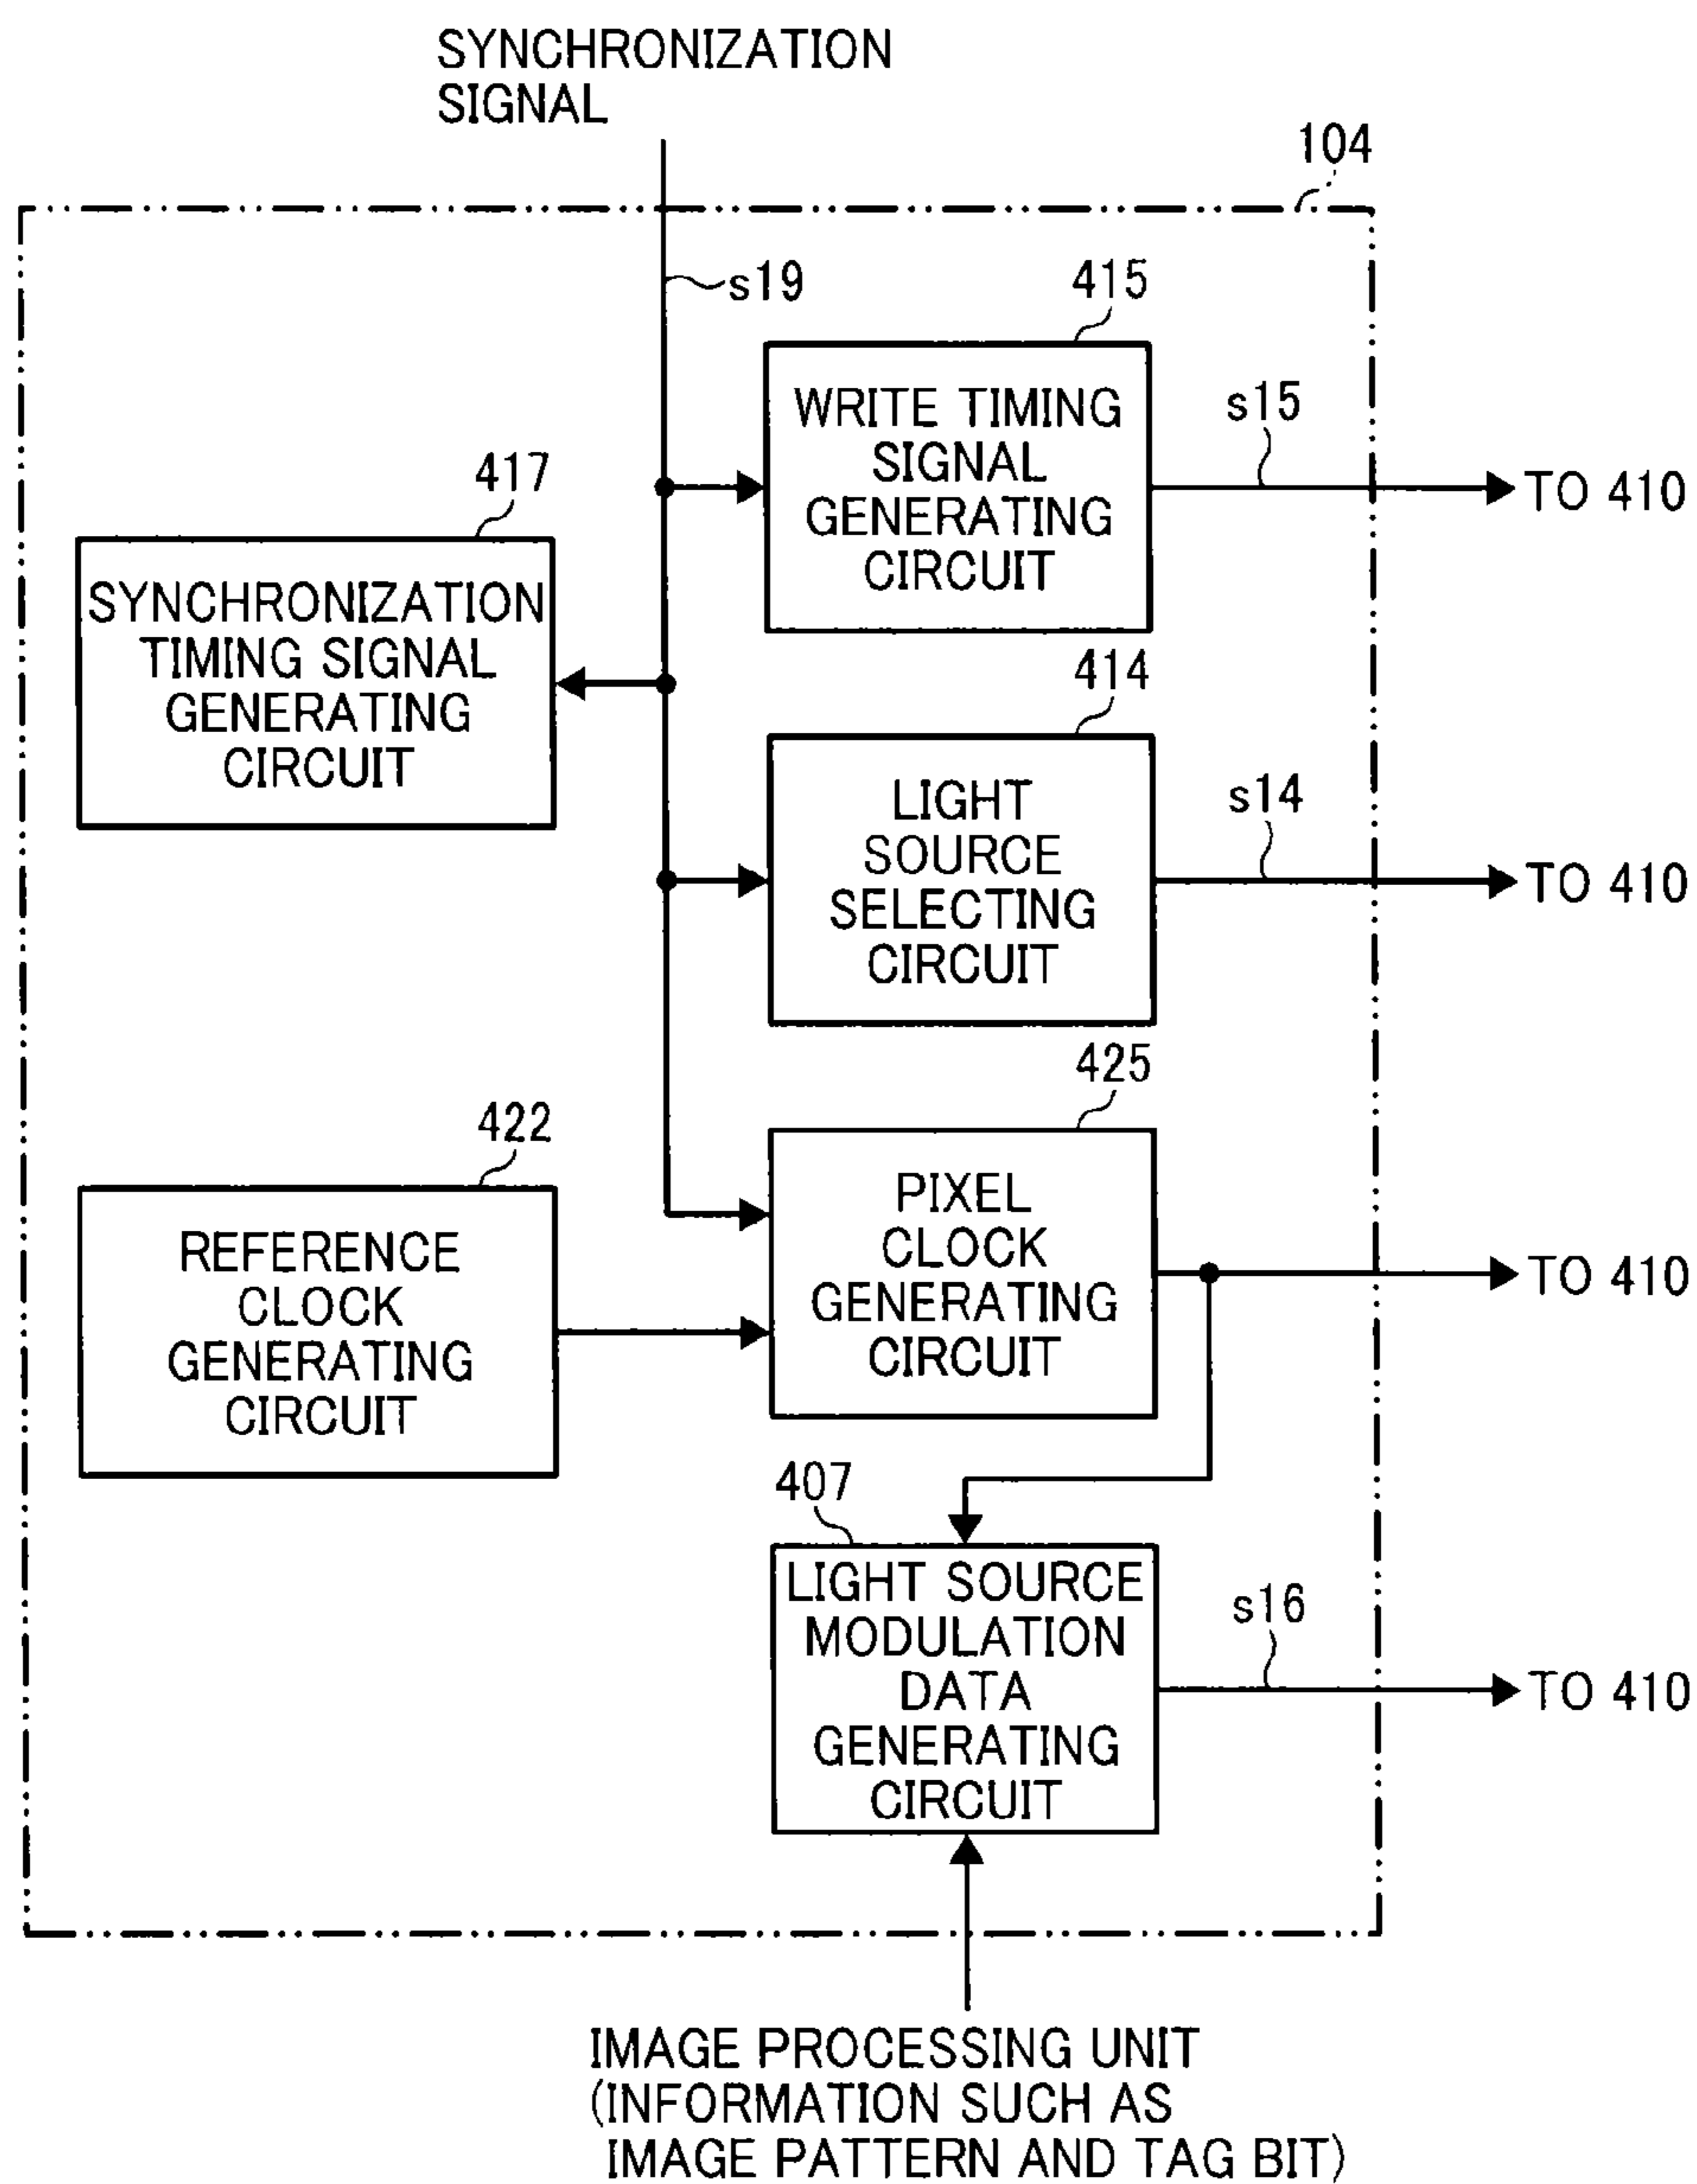 SYNCHRONIZATION
SIGNAL
104
s19
415
WRITE TIMING
SIGNAL
GENERATING
CIRCUIT
s15
TO 410
417
SYNCHRONIZATION
TIMING SIGNAL
GENERATING
CIRCUIT
414
LIGHT
SOURCE
SELECTING
CIRCUIT
s14
TO 410
425
PIXEL
CLOCK
GENERATING
CIRCUIT
TO 410
422
REFERENCE
CLOCK
GENERATING
CIRCUIT
407
LIGHT SOURCE
MODULATION
DATA
GENERATING
CIRCUIT
s16
TO 410
IMAGE PROCESSING UNIT
(INFORMATION SUCH AS
IMAGE PATTERN AND TAG BIT)